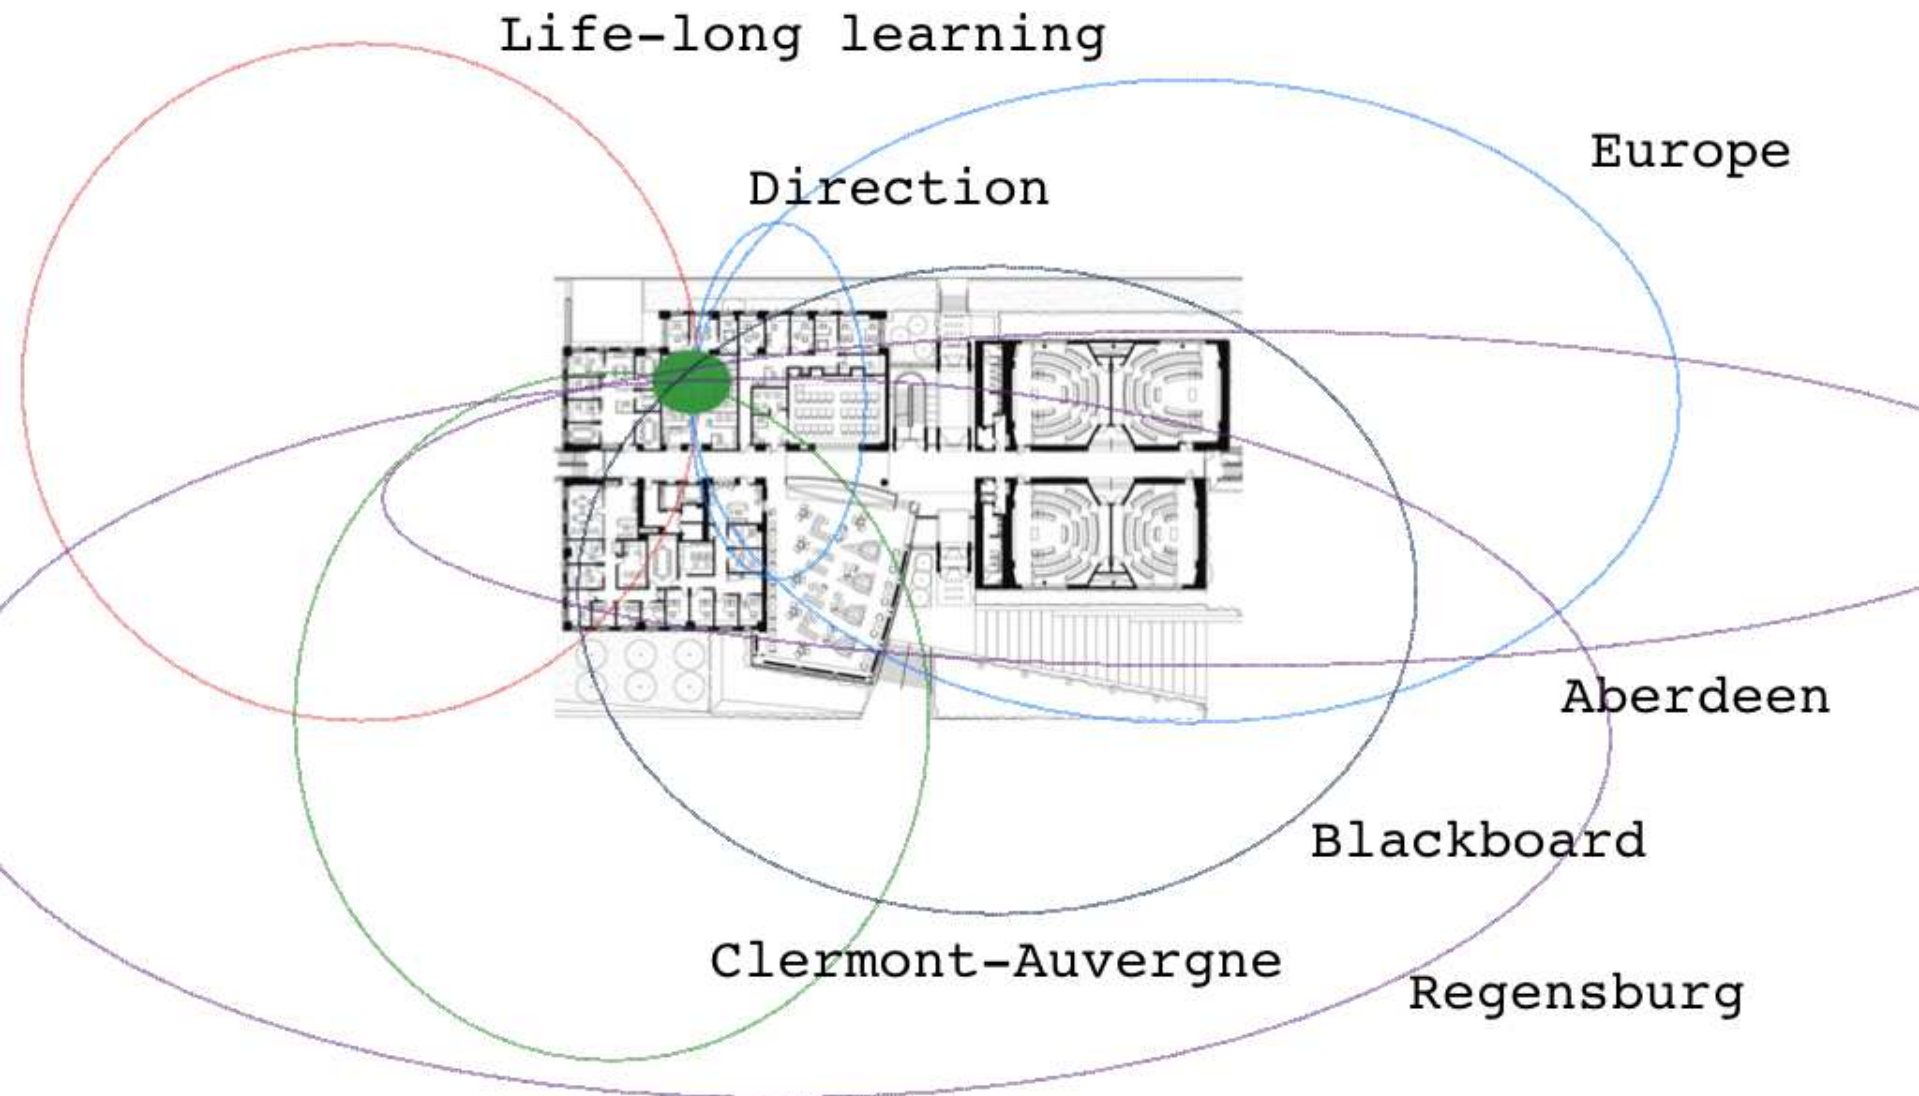 Life-long learning
Europe
Direction
Aberdeen
Blackboard
Clermont-Auvergne
Regensburg